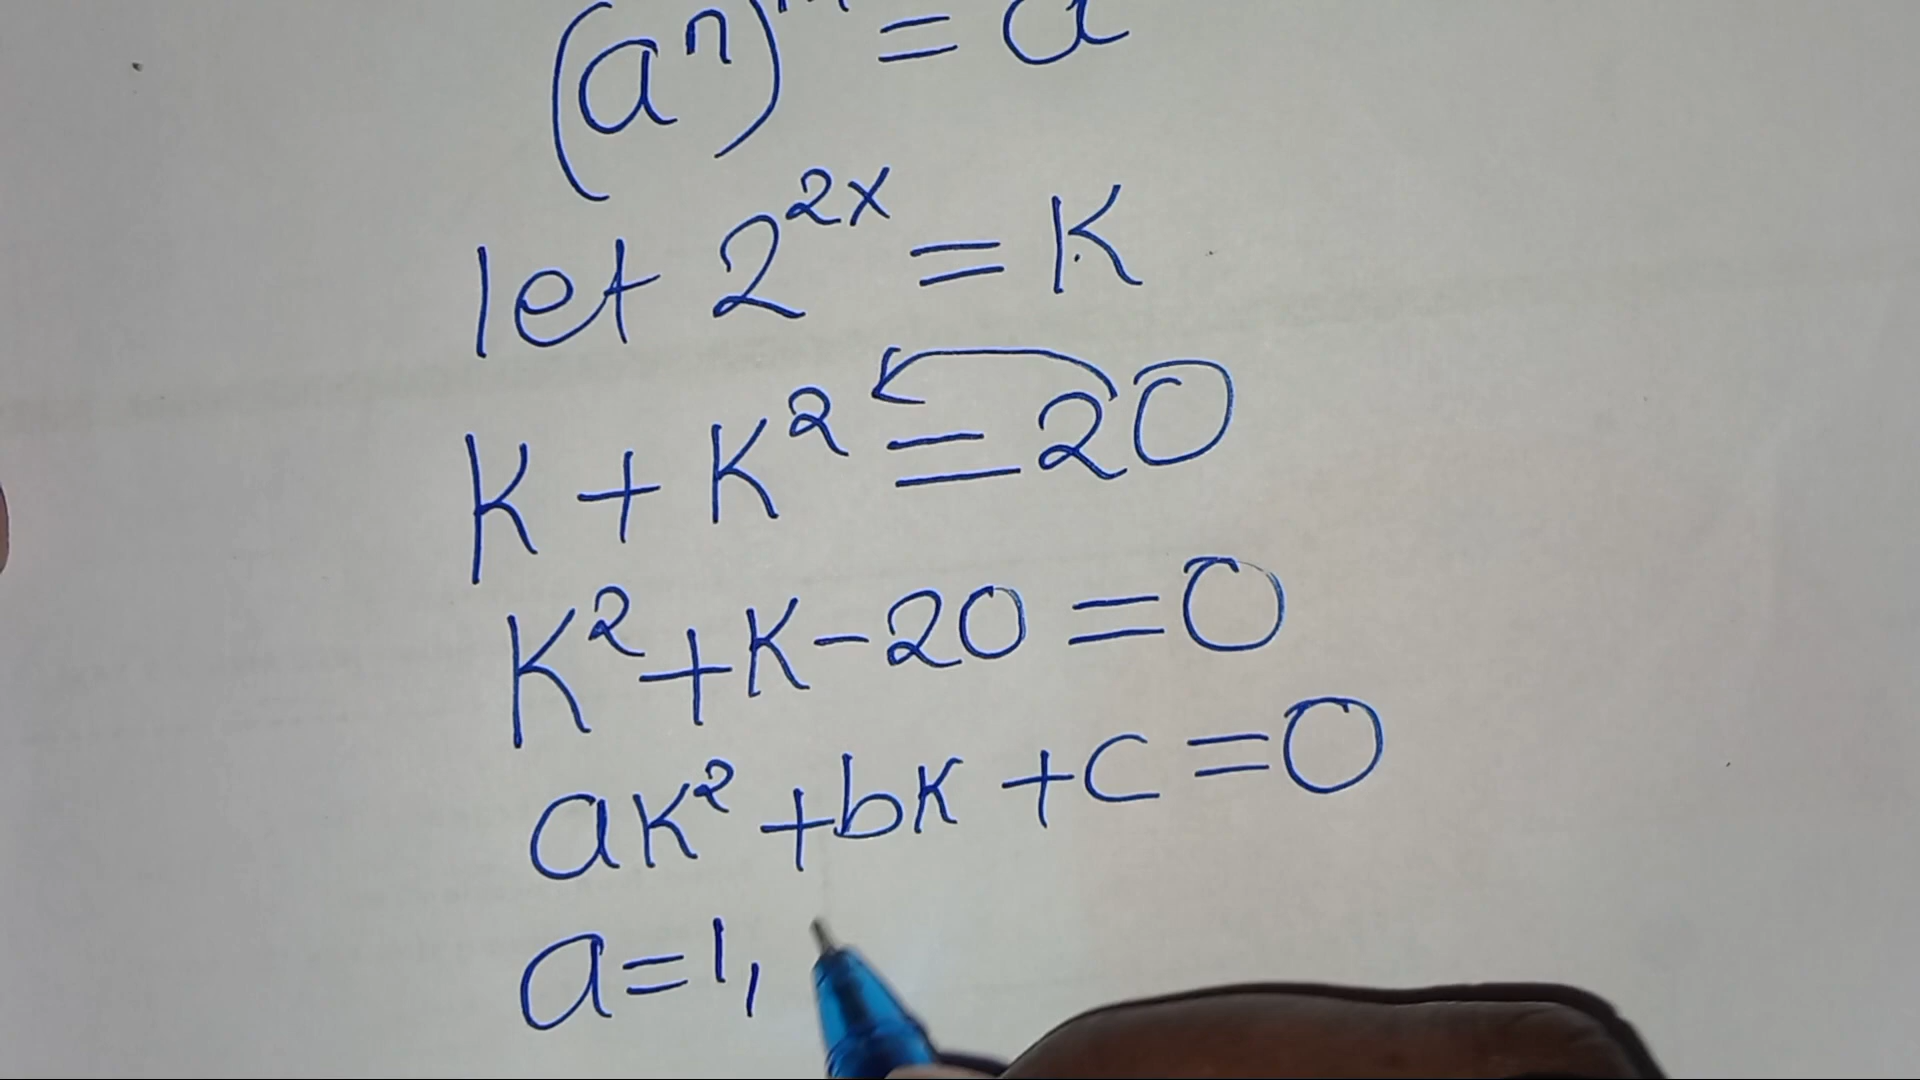 (aⁿ)ᵐ = a
let 2²ˣ = K
K + K² = 20
K² + K - 20 = 0
aK² + bK + C = 0
a = 1,